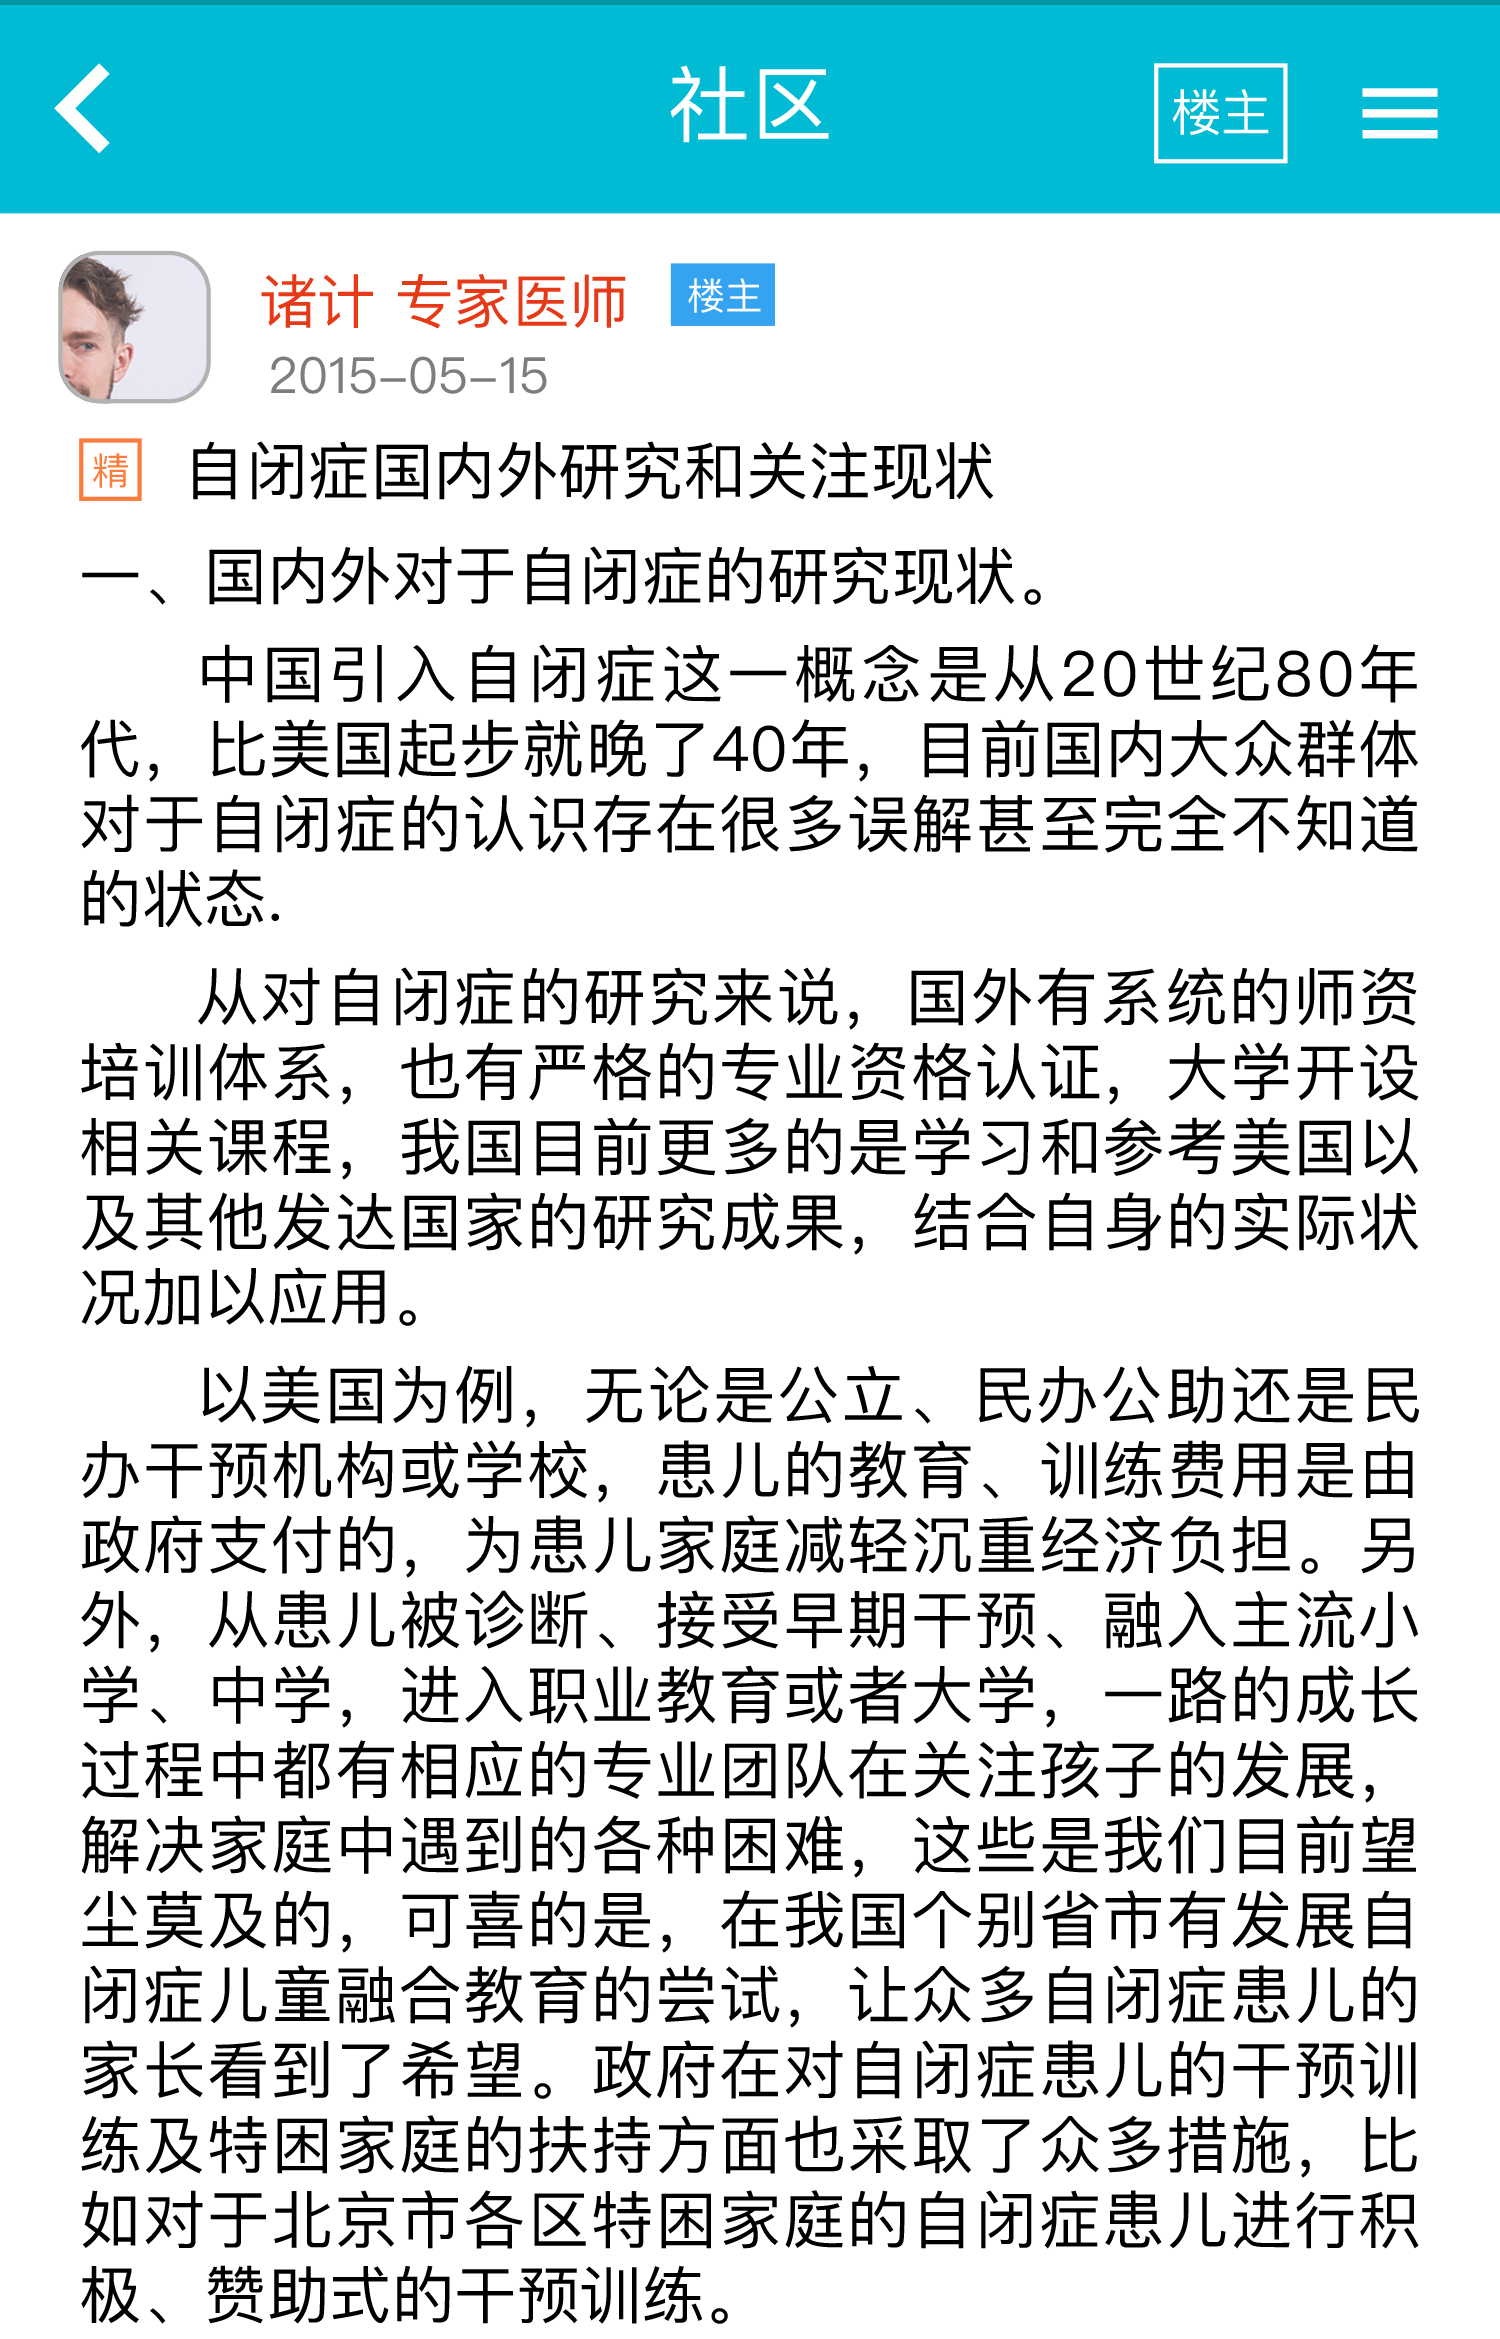 社区
楼主
诸计 专家医师
楼主
2015-05-15
精
自闭症国内外研究和关注现状
一、国内外对于自闭症的研究现状。
中国引入自闭症这一概念是从20世纪80年
代，比美国起步就晚了40年，目前国内大众群体
对于自闭症的认识存在很多误解甚至完全不知道
的状态.
从对自闭症的研究来说，国外有系统的师资
培训体系，也有严格的专业资格认证，大学开设
相关课程，我国目前更多的是学习和参考美国以
及其他发达国家的研究成果，结合自身的实际状
况加以应用。
以美国为例，无论是公立、民办公助还是民
办干预机构或学校，患儿的教育、训练费用是由
政府支付的，为患儿家庭减轻沉重经济负担。另
外，从患儿被诊断、接受早期干预、融入主流小
学、中学，进入职业教育或者大学，一路的成长
过程中都有相应的专业团队在关注孩子的发展，
解决家庭中遇到的各种困难，这些是我们目前望
尘莫及的，可喜的是，在我国个别省市有发展自
闭症儿童融合教育的尝试，让众多自闭症患儿的
家长看到了希望。政府在对自闭症患儿的干预训
练及特困家庭的扶持方面也采取了众多措施，比
如对于北京市各区特困家庭的自闭症患儿进行积
极、赞助式的干预训练。